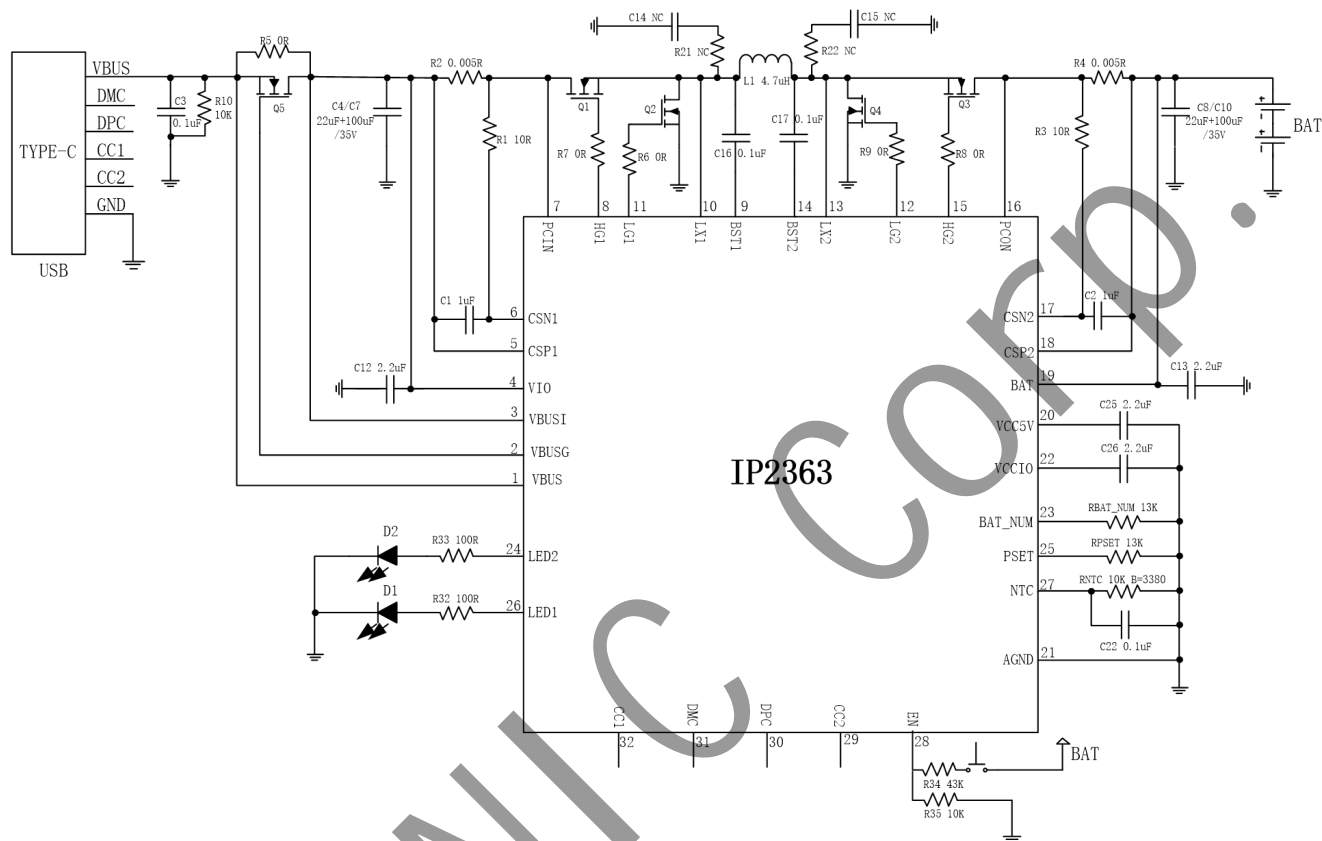 C14 NC
C15 NC
R5 0R
R21 NC
R22 NC
VBUS
DMC
DPC
CC1
CC2
GND
TYPE-C
USB
C3
0.1uF
R10
10K
Q5
C4/C7
22uF+100uF
/35V
R2 0.005R
R1 10R
Q1
Q2
L1 4.7uH
R7 0R
R6 0R
C16 0.1uF
C17 0.1uF
Q4
Q3
R9 0R
R8 0R
R4 0.005R
R3 10R
C8/C10
22uF+100uF
/35V
BAT
7
8
11
10
9
14
13
12
15
16
PCIN
HG1
LG1
LX1
BST1
BST2
LX2
LG2
HG2
PCON
C1 1uF
6 CSN1
5 CSP1
C12 2.2uF
4 VIO
3 VBUSI
2 VBUSG
1 VBUS
D2
R33 100R
24 LED2
D1
R32 100R
26 LED1
IP2363
CSN2 17
C2 1uF
CSP2 18
BAT 19
C13 2.2uF
VCC5V 20
C25 2.2uF
VCCIO 22
C26 2.2uF
BAT_NUM 23
RBAT_NUM 13K
PSET 25
RPSET 13K
NTC 27
RNTC 10K B=3380
C22 0.1uF
AGND 21
CC1
DMC
DPC
CC2
EN
32
31
30
29
28
R34 43K
BAT
R35 10K
C Corp.